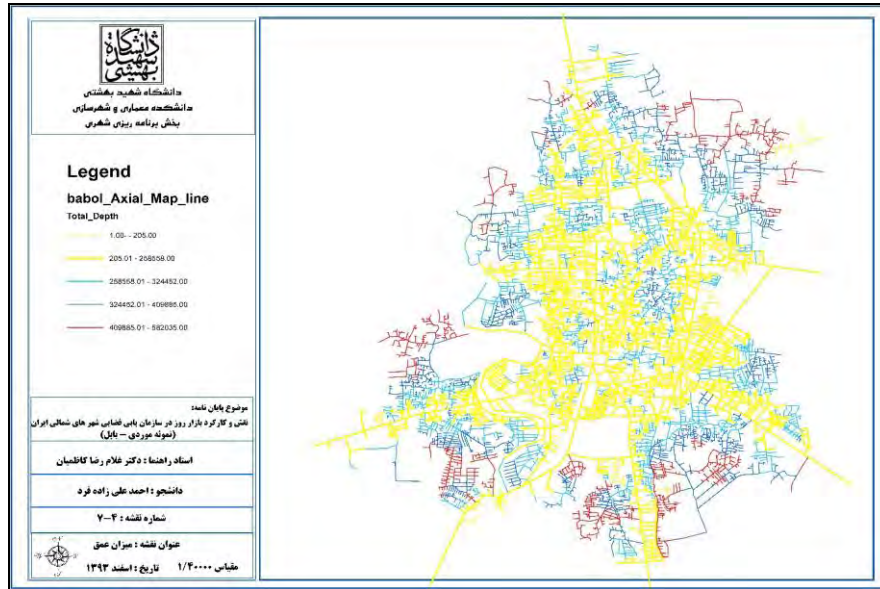 دانشگاه شهید بهشتی
دانشگاه شهید بهشتی
دانشکده معماری و شهرسازی
بخش برنامه ریزی شهری
Legend
babol_Axial_Map_line
Total_Depth
1.00 - 205.00
205.01 - 258558.00
258558.01 - 324452.00
324452.01 - 409885.00
409885.01 - 582035.00
موضوع پایان نامه:
نقش و کارکرد بازار روز در سازمان یابی فضایی شهر های شمالی ایران
(نمونه موردی – بابل)
استاد راهنما : دکتر غلام رضا کاظمیان
دانشجو : احمد علی زاده فرد
شماره نقشه : ۴-۷
عنوان نقشه : میزان عمق
مقیاس ۱/۴۰۰۰۰ تاریخ : اسفند ۱۳۹۳